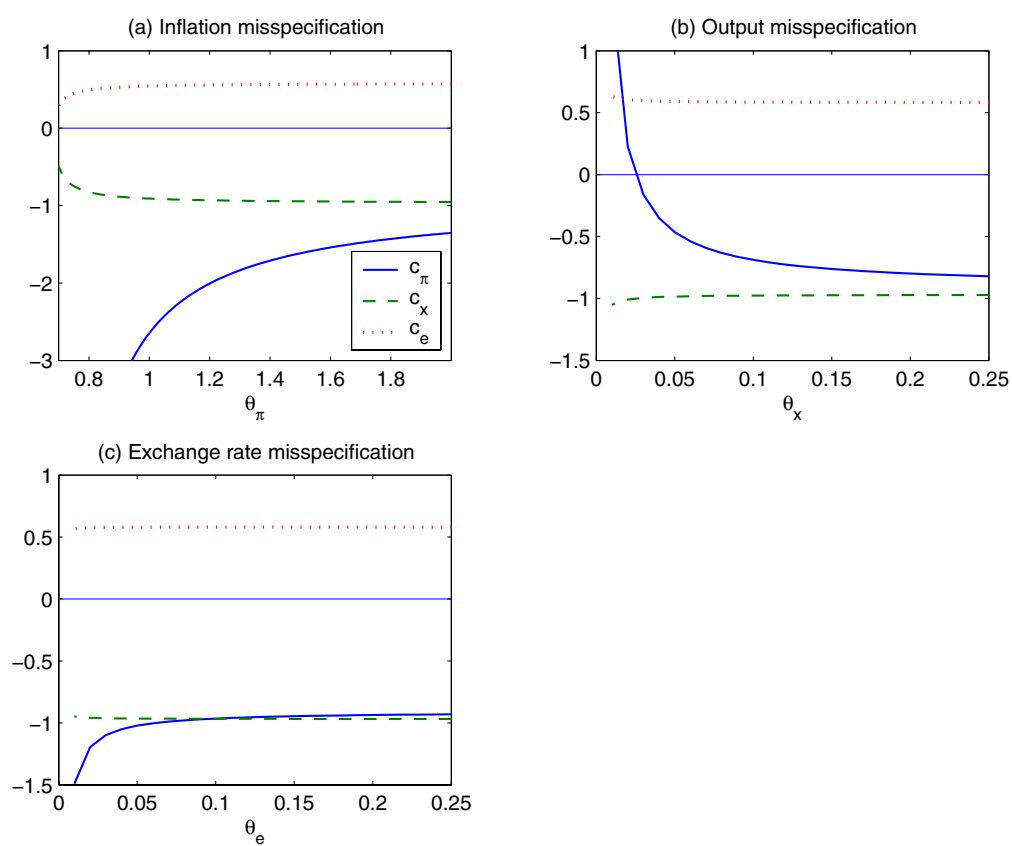 (a) Inflation misspecification
1
0
−1
−2
−3
0.8 1 1.2 1.4 1.6 1.8
θπ
cπ
cx
ce
(b) Output misspecification
1
0.5
0
−0.5
−1
−1.5
0 0.05 0.1 0.15 0.2 0.25
θx
(c) Exchange rate misspecification
1
0.5
0
−0.5
−1
−1.5
0 0.05 0.1 0.15 0.2 0.25
θe